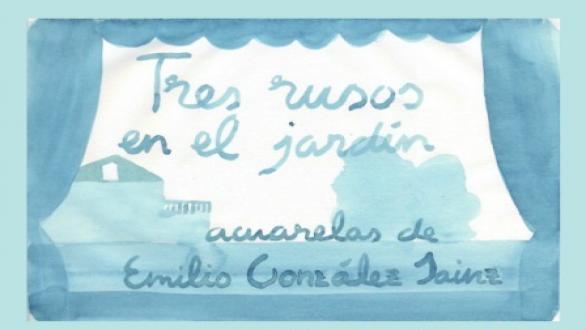 Tres rusos
en el jardín
acuarelas de
Emilio González Sainz